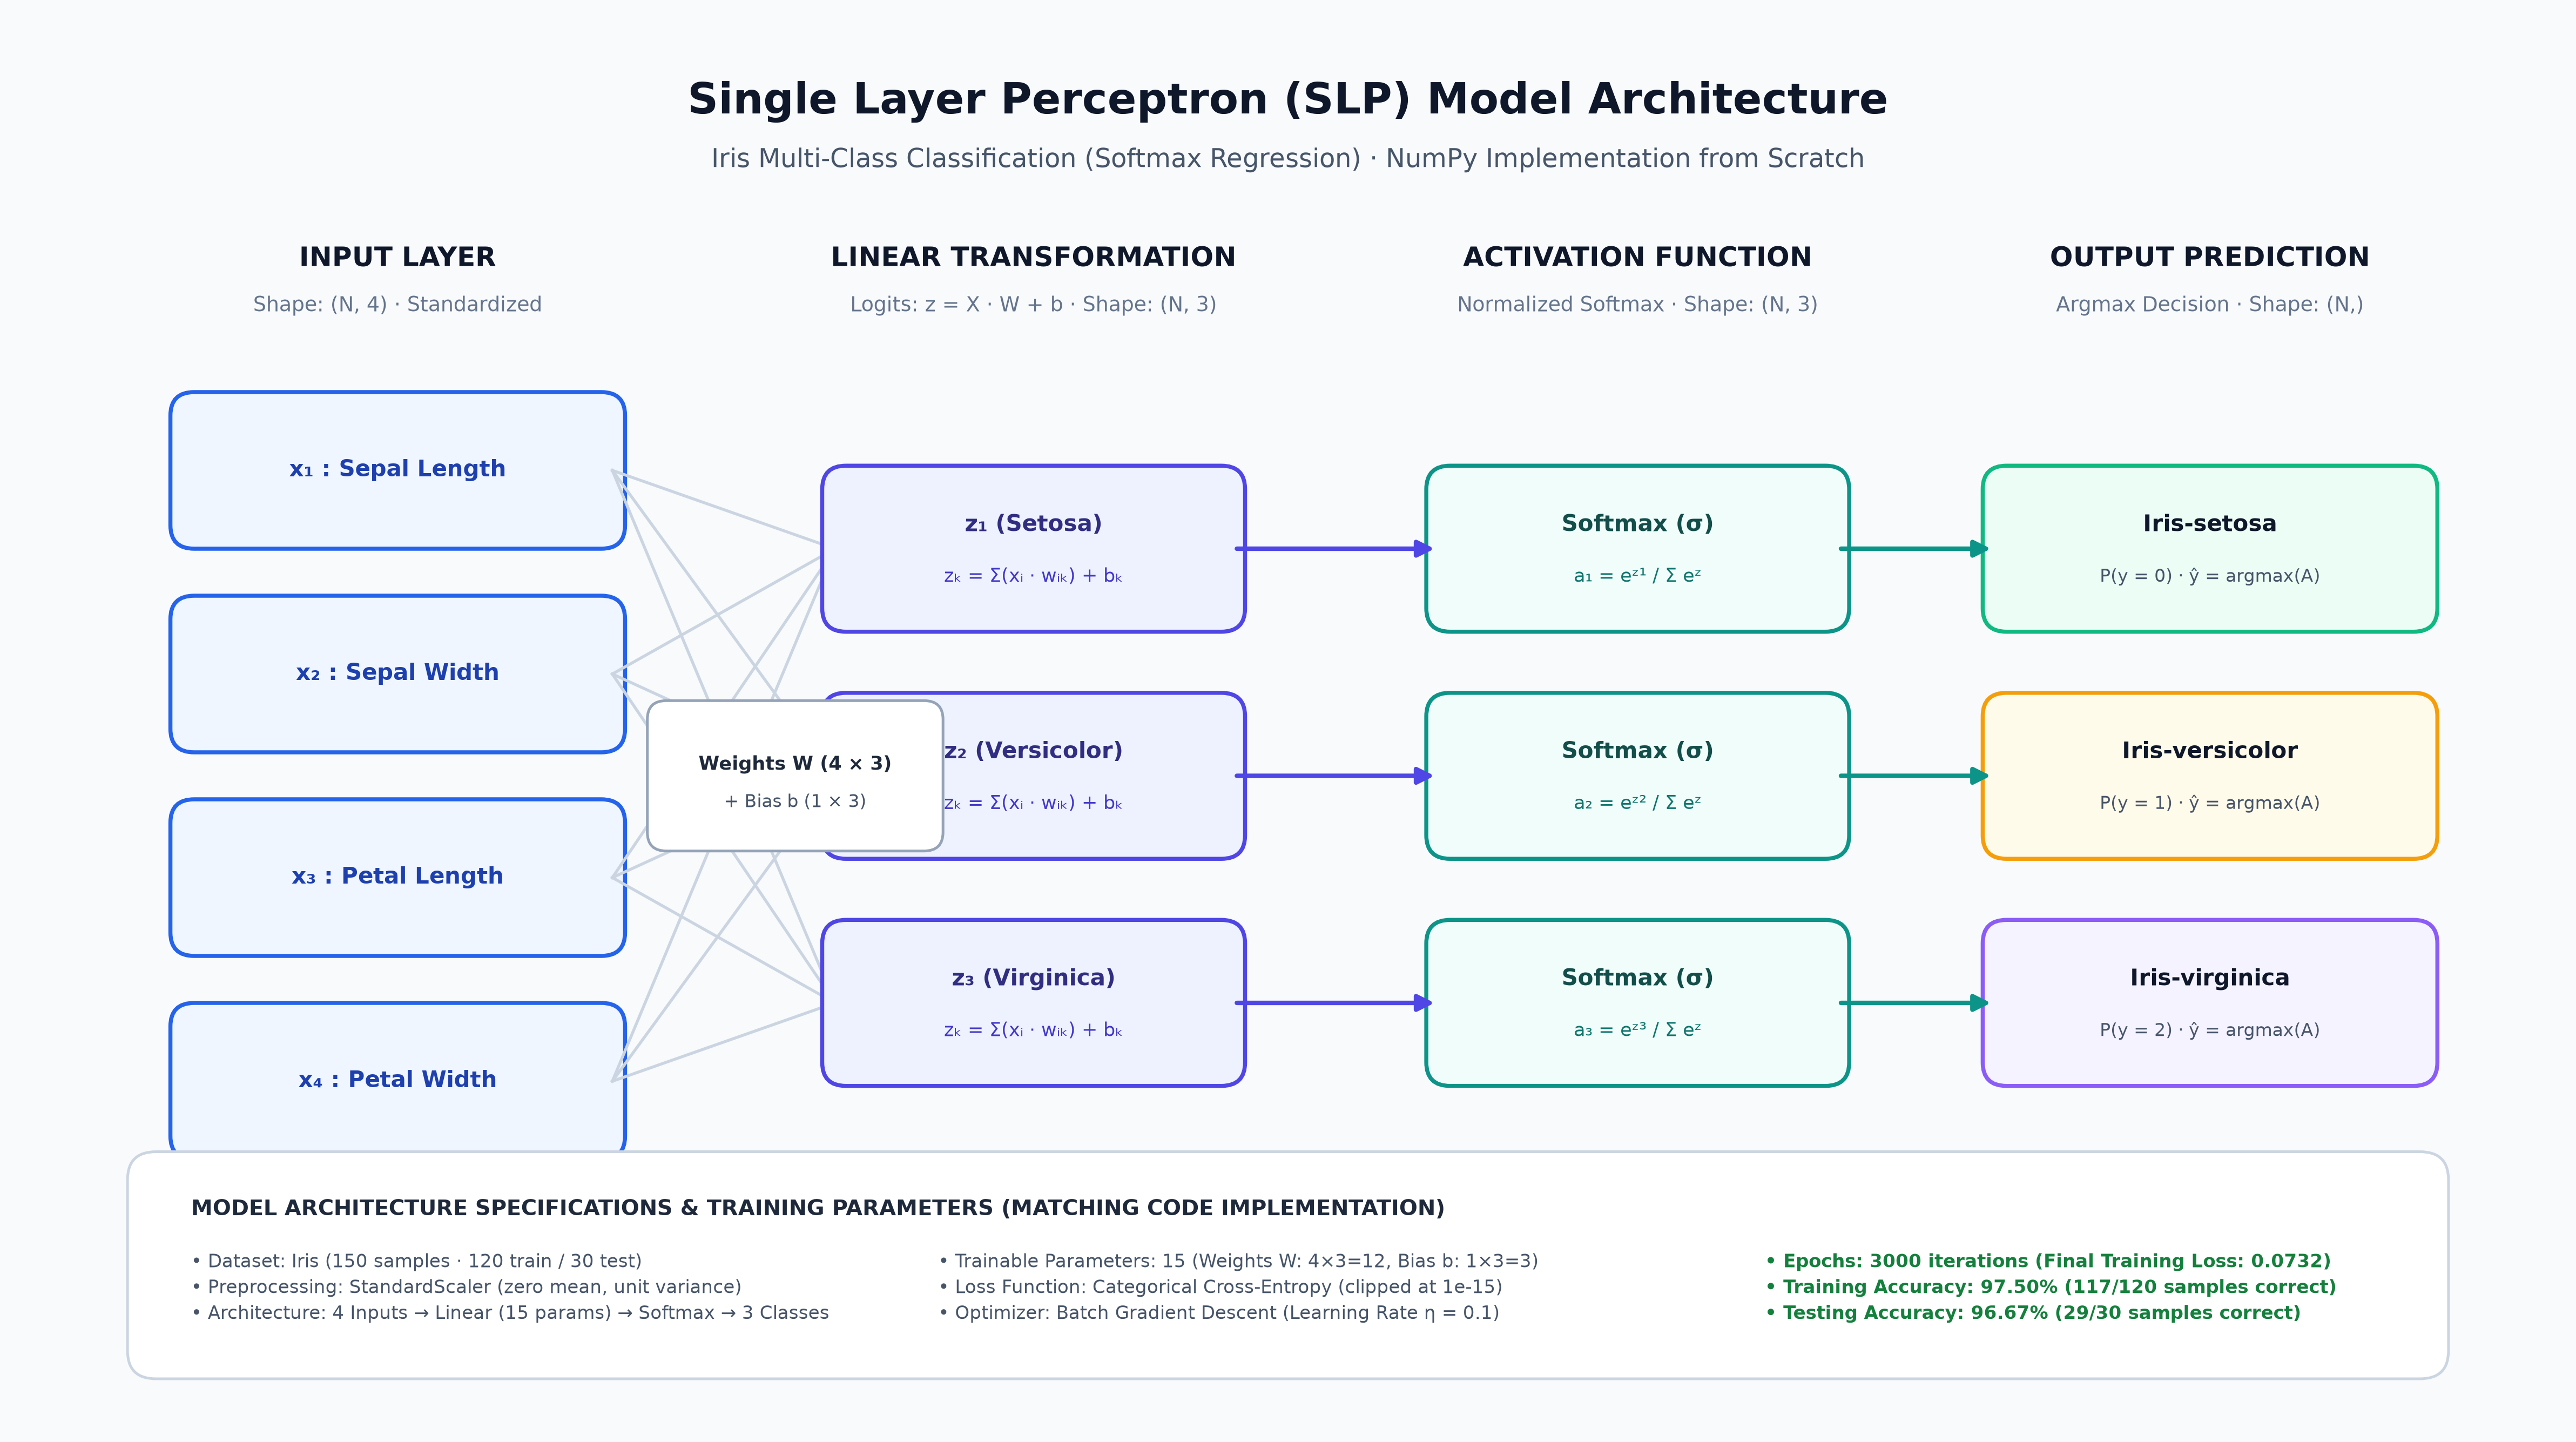 Single Layer Perceptron (SLP) Model Architecture
Iris Multi-Class Classification (Softmax Regression) · NumPy Implementation from Scratch
INPUT LAYER
Shape: (N, 4) · Standardized
x₁ : Sepal Length
x₂ : Sepal Width
x₃ : Petal Length
x₄ : Petal Width
Weights W (4 × 3)
+ Bias b (1 × 3)
LINEAR TRANSFORMATION
Logits: z = X · W + b · Shape: (N, 3)
z₁ (Setosa)
zₖ = Σ(xᵢ · wᵢₖ) + bₖ
z₂ (Versicolor)
zₖ = Σ(xᵢ · wᵢₖ) + bₖ
z₃ (Virginica)
zₖ = Σ(xᵢ · wᵢₖ) + bₖ
ACTIVATION FUNCTION
Normalized Softmax · Shape: (N, 3)
Softmax (σ)
a₁ = eᶻ¹ / Σ eᶻ
Softmax (σ)
a₂ = eᶻ² / Σ eᶻ
Softmax (σ)
a₃ = eᶻ³ / Σ eᶻ
OUTPUT PREDICTION
Argmax Decision · Shape: (N,)
Iris-setosa
P(y = 0) · ŷ = argmax(A)
Iris-versicolor
P(y = 1) · ŷ = argmax(A)
Iris-virginica
P(y = 2) · ŷ = argmax(A)
MODEL ARCHITECTURE SPECIFICATIONS & TRAINING PARAMETERS (MATCHING CODE IMPLEMENTATION)
• Dataset: Iris (150 samples · 120 train / 30 test)
• Preprocessing: StandardScaler (zero mean, unit variance)
• Architecture: 4 Inputs → Linear (15 params) → Softmax → 3 Classes
• Trainable Parameters: 15 (Weights W: 4×3=12, Bias b: 1×3=3)
• Loss Function: Categorical Cross-Entropy (clipped at 1e-15)
• Optimizer: Batch Gradient Descent (Learning Rate η = 0.1)
• Epochs: 3000 iterations (Final Training Loss: 0.0732)
• Training Accuracy: 97.50% (117/120 samples correct)
• Testing Accuracy: 96.67% (29/30 samples correct)